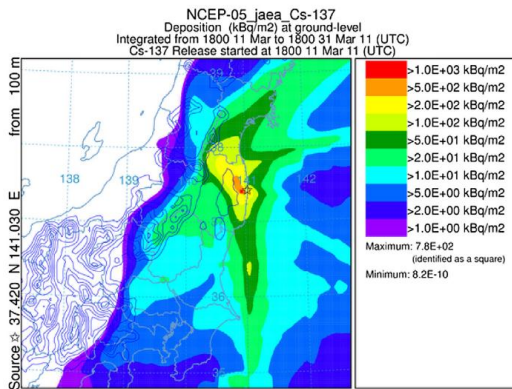 NCEP-05_jaea_Cs-137
Deposition (kBq/m2) at ground-level
Integrated from 1800 11 Mar to 1800 31 Mar 11 (UTC)
Cs-137 Release started at 1800 11 Mar 11 (UTC)
Source ☆ 37.420 N 141.030 E from 100 m
39
38
138
139
141
36
35
>1.0E+03 kBq/m2
>5.0E+02 kBq/m2
>2.0E+02 kBq/m2
>1.0E+02 kBq/m2
>5.0E+01 kBq/m2
>2.0E+01 kBq/m2
>1.0E+01 kBq/m2
>5.0E+00 kBq/m2
>2.0E+00 kBq/m2
>1.0E+00 kBq/m2
Maximum: 7.8E+02
(identified as a square)
Minimum: 8.2E-10